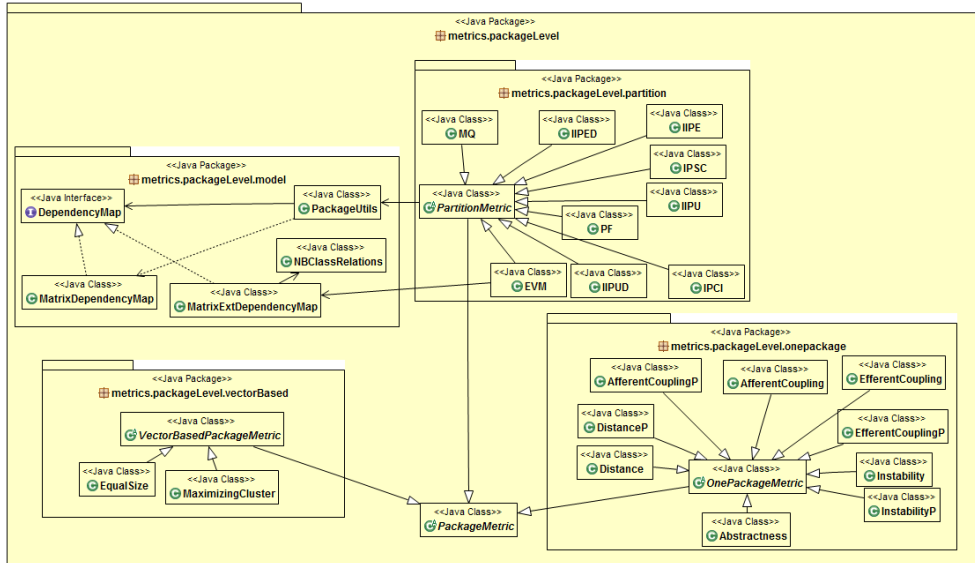 <<Java Package>>
metrics.packageLevel
<<Java Package>>
metrics.packageLevel.partition
<<Java Class>>
MQ
<<Java Class>>
IIPED
<<Java Class>>
IIPE
<<Java Class>>
IPSC
<<Java Class>>
PartitionMetric
<<Java Class>>
IIPU
<<Java Class>>
PF
<<Java Class>>
EVM
<<Java Class>>
IIPUD
<<Java Class>>
IPCI
<<Java Package>>
metrics.packageLevel.model
<<Java Interface>>
DependencyMap
<<Java Class>>
PackageUtils
<<Java Class>>
NBClassRelations
<<Java Class>>
MatrixDependencyMap
<<Java Class>>
MatrixExtDependencyMap
<<Java Package>>
metrics.packageLevel.vectorBased
<<Java Class>>
VectorBasedPackageMetric
<<Java Class>>
EqualSize
<<Java Class>>
MaximizingCluster
<<Java Class>>
PackageMetric
<<Java Package>>
metrics.packageLevel.onepackage
<<Java Class>>
AfferentCouplingP
<<Java Class>>
AfferentCoupling
<<Java Class>>
EfferentCoupling
<<Java Class>>
DistanceP
<<Java Class>>
EfferentCouplingP
<<Java Class>>
Distance
<<Java Class>>
OnePackageMetric
<<Java Class>>
Instability
<<Java Class>>
InstabilityP
<<Java Class>>
Abstractness